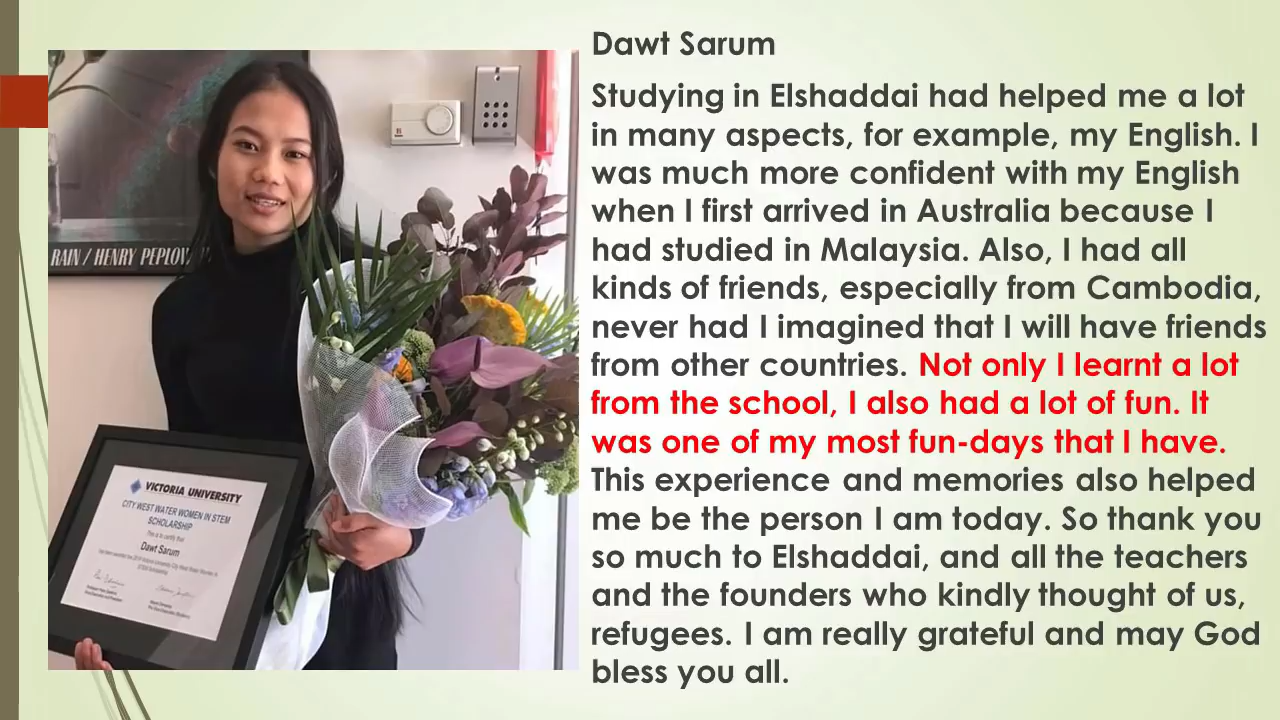 Dawt Sarum
Studying in Elshaddai had helped me a lot
in many aspects, for example, my English. I
was much more confident with my English
when I first arrived in Australia because I
had studied in Malaysia. Also, I had all
kinds of friends, especially from Cambodia,
never had I imagined that I will have friends
from other countries. Not only I learnt a lot
from the school, I also had a lot of fun. It
was one of my most fun-days that I have.
This experience and memories also helped
me be the person I am today. So thank you
so much to Elshaddai, and all the teachers
and the founders who kindly thought of us,
refugees. I am really grateful and may God
bless you all.
RAIN / HENRY PEPLOW
VICTORIA UNIVERSITY
CITY WEST WATER WOMEN IN STEM
SCHOLARSHIP
This is to certify that
Dawt Sarum